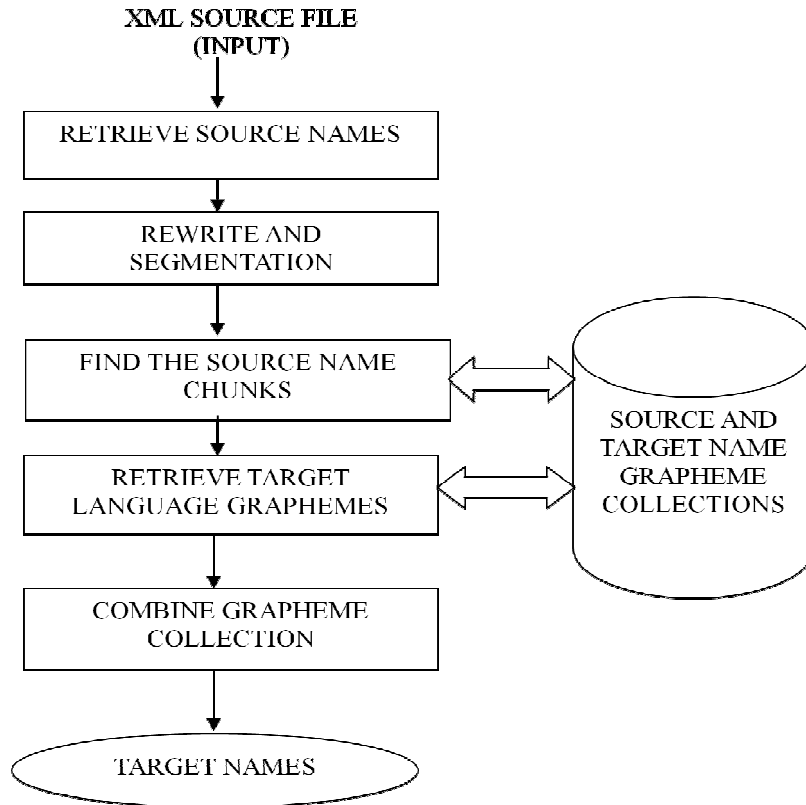 XML SOURCE FILE
(INPUT)
RETRIEVE SOURCE NAMES
REWRITE AND
SEGMENTATION
FIND THE SOURCE NAME
CHUNKS
RETRIEVE TARGET
LANGUAGE GRAPHEMES
SOURCE AND
TARGET NAME
GRAPHEME
COLLECTIONS
COMBINE GRAPHEME
COLLECTION
TARGET NAMES